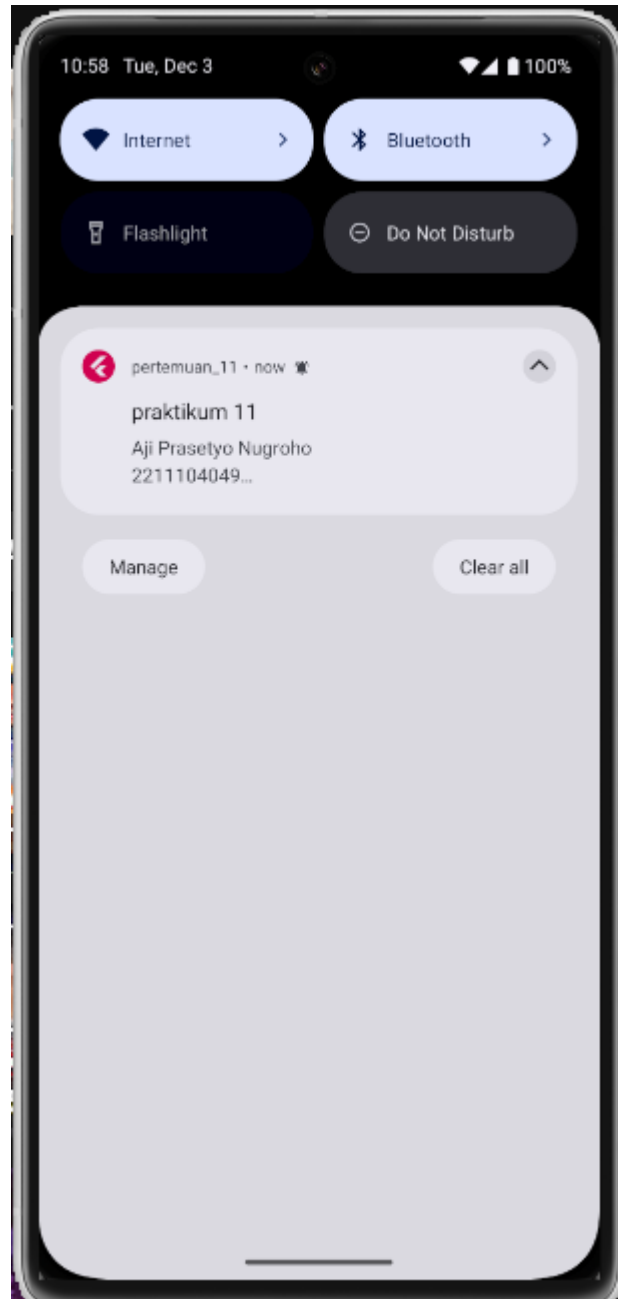 10:58 Tue, Dec 3 100%
Internet Bluetooth
Flashlight Do Not Disturb
pertemuan_11 • now
praktikum 11
Aji Prasetyo Nugroho
2211104049...
Manage Clear all